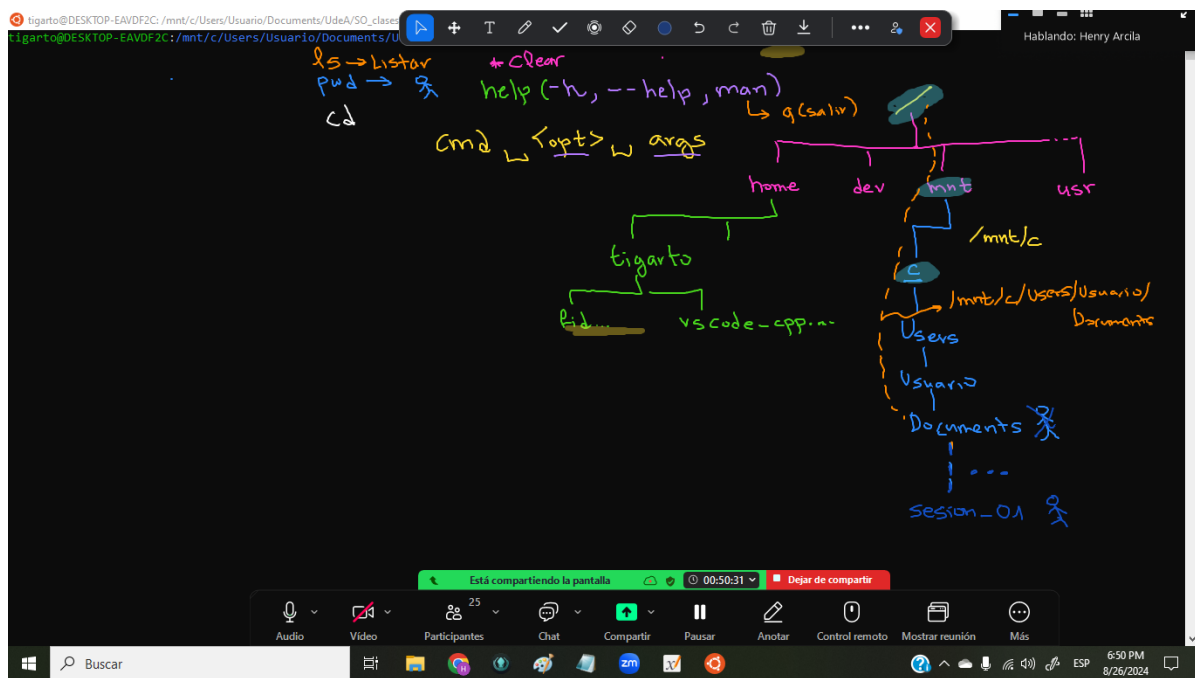 tigarto@DESKTOP-EAVDF2C: /mnt/c/Users/Usuario/Documents/UdeA/SO_clases
tigarto@DESKTOP-EAVDF2C:/mnt/c/Users/Usuario/Documents/U
Hablando: Henry Arcila
ls → Listar
* Clear
pwd →
help (-h, --help, man)
↳ q(salir)
cd
cmd ␣ <opt> ␣ args
/
home
dev
mnt
usr
/mnt/c
tigarto
c
/mnt/c/Users/Usuario/
Documents
vscode_cpp...
Users
Usuario
Documents
...
sesion_01
Está compartiendo la pantalla
00:50:31
Dejar de compartir
25
Audio
Vídeo
Participantes
Chat
Compartir
Pausar
Anotar
Control remoto
Mostrar reunión
Más
Buscar
zm
ESP
6:50 PM
8/26/2024